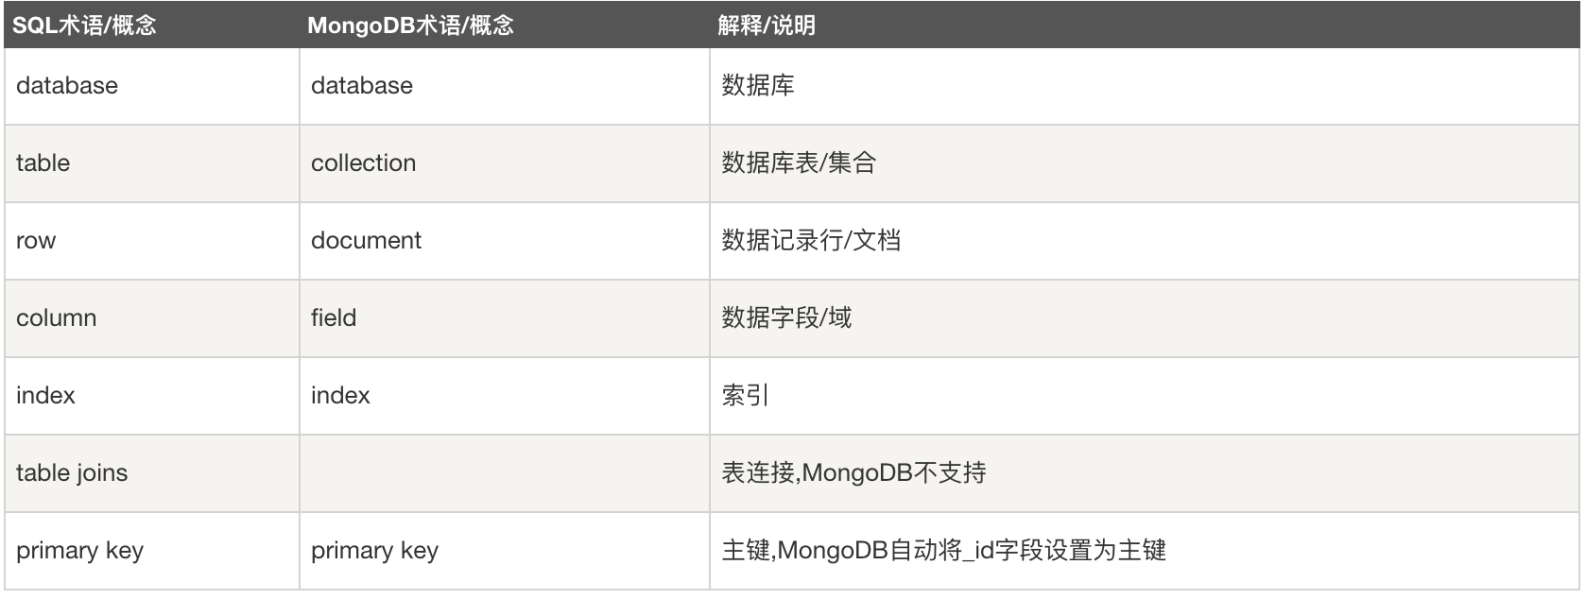 SQL术语/概念 MongoDB术语/概念 解释/说明
database database 数据库
table collection 数据库表/集合
row document 数据记录行/文档
column field 数据字段/域
index index 索引
table joins 表连接,MongoDB不支持
primary key primary key 主键,MongoDB自动将_id字段设置为主键